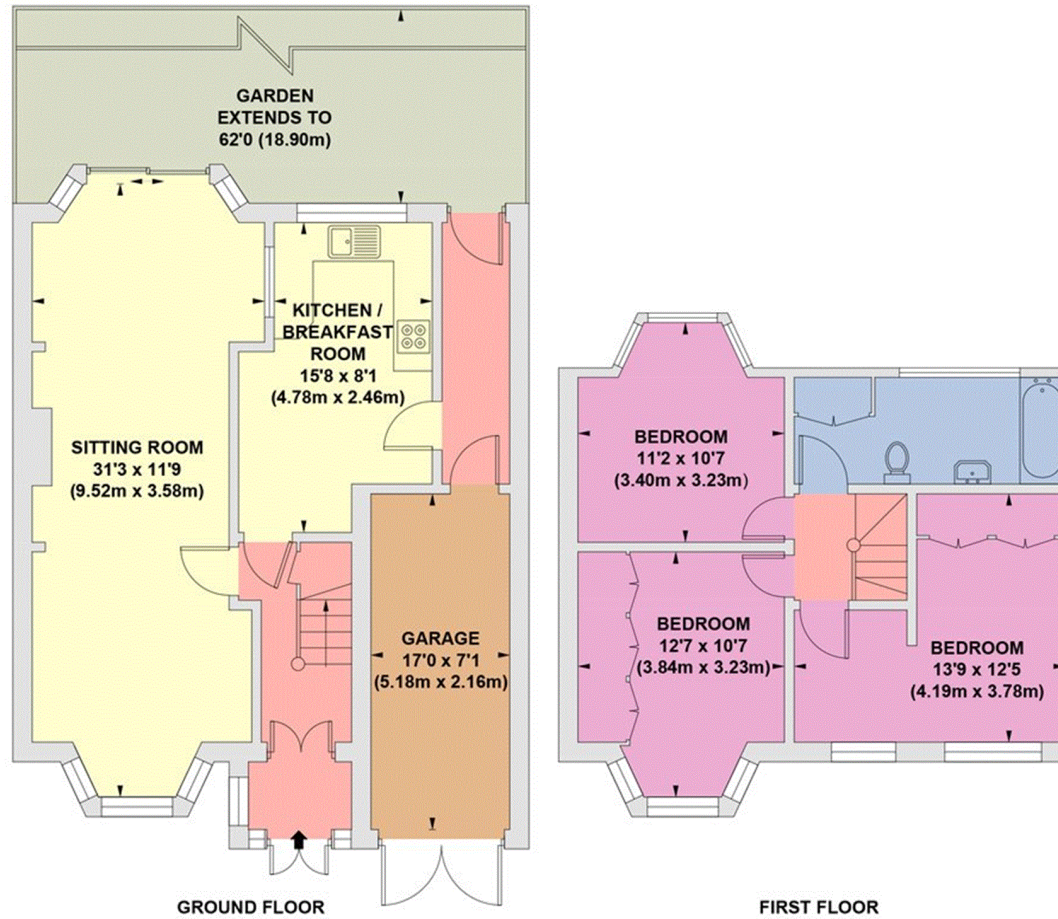 GARDEN
EXTENDS TO
62'0 (18.90m)
KITCHEN /
BREAKFAST
ROOM
15'8 x 8'1
(4.78m x 2.46m)
SITTING ROOM
31'3 x 11'9
(9.52m x 3.58m)
GARAGE
17'0 x 7'1
(5.18m x 2.16m)
GROUND FLOOR
BEDROOM
11'2 x 10'7
(3.40m x 3.23m)
BEDROOM
12'7 x 10'7
(3.84m x 3.23m)
BEDROOM
13'9 x 12'5
(4.19m x 3.78m)
FIRST FLOOR